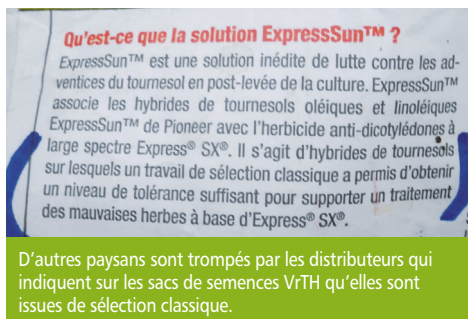 Qu'est-ce que la solution ExpressSun™ ?
ExpressSun™ est une solution inédite de lutte contre les ad-
ventices du tournesol en post-levée de la culture. ExpressSun™
associe les hybrides de tournesols oléiques et linoléiques
ExpressSun™ de Pioneer avec l'herbicide anti-dicotylédones à
large spectre Express® SX®. Il s'agit d'hybrides de tournesols
sur lesquels un travail de sélection classique a permis d'obtenir
un niveau de tolérance suffisant pour supporter un traitement
des mauvaises herbes à base d'Express® SX®.
D'autres paysans sont trompés par les distributeurs qui
indiquent sur les sacs de semences VrTH qu'elles sont
issues de sélection classique.